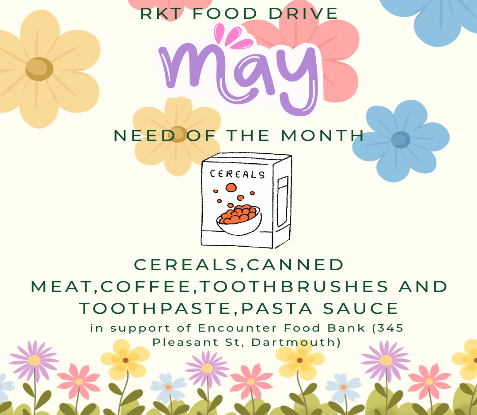 RKT FOOD DRIVE
may
NEED OF THE MONTH
CEREALS
CEREALS,CANNED
MEAT,COFFEE,TOOTHBRUSHES AND
TOOTHPASTE,PASTA SAUCE
in support of Encounter Food Bank (345
Pleasant St, Dartmouth)